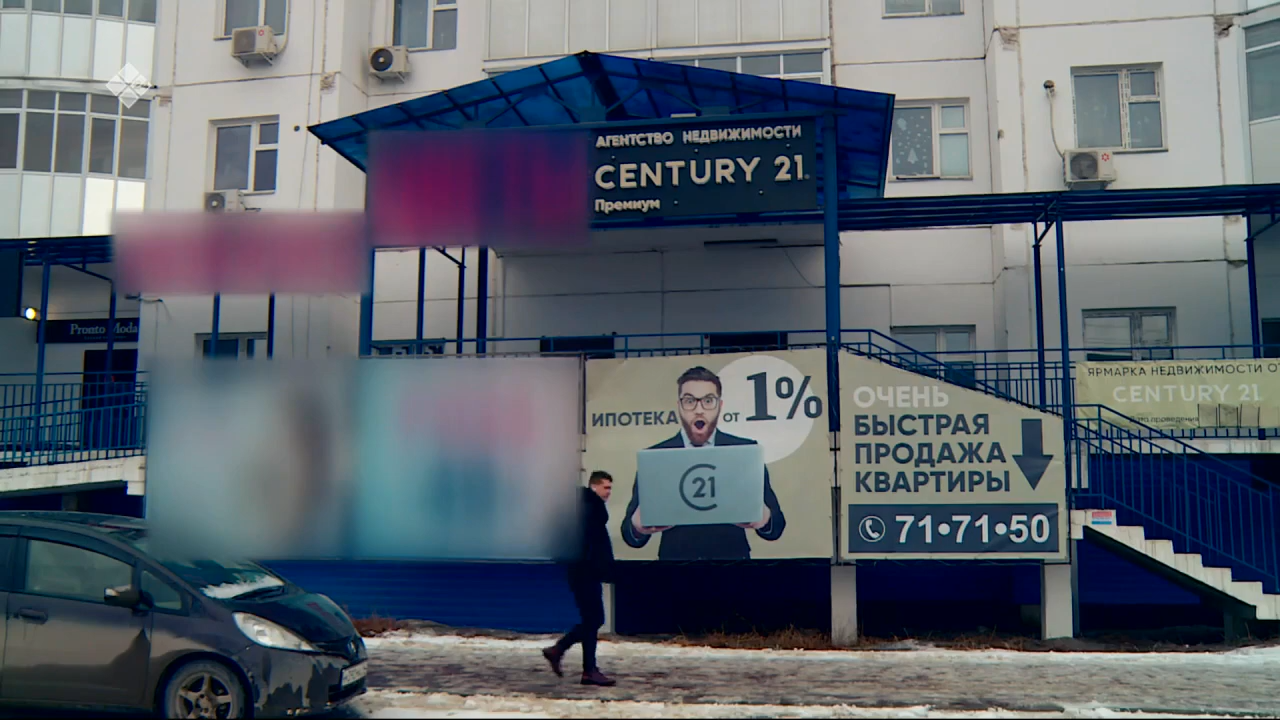 АГЕНТСТВО НЕДВИЖИМОСТИ
CENTURY 21
Премиум
Pronto Moda
ИПОТЕКА ОТ 1%
C21
ОЧЕНЬ
БЫСТРАЯ
ПРОДАЖА
КВАРТИРЫ
71•71•50
ЯРМАРКА НЕДВИЖИМОСТИ ОТ
CENTURY 21
проведения